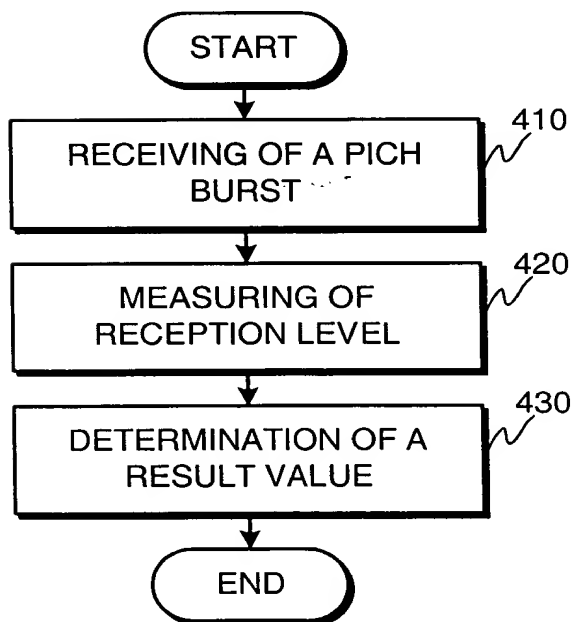 START
410
RECEIVING OF A PICH
BURST
420
MEASURING OF
RECEPTION LEVEL
430
DETERMINATION OF A
RESULT VALUE
END